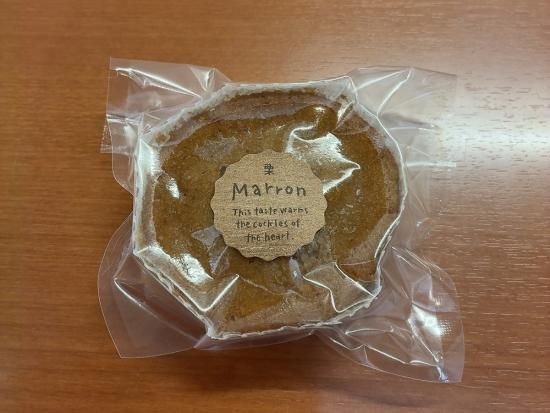 栗
Marron
This taste warms
the cockles of
the heart.